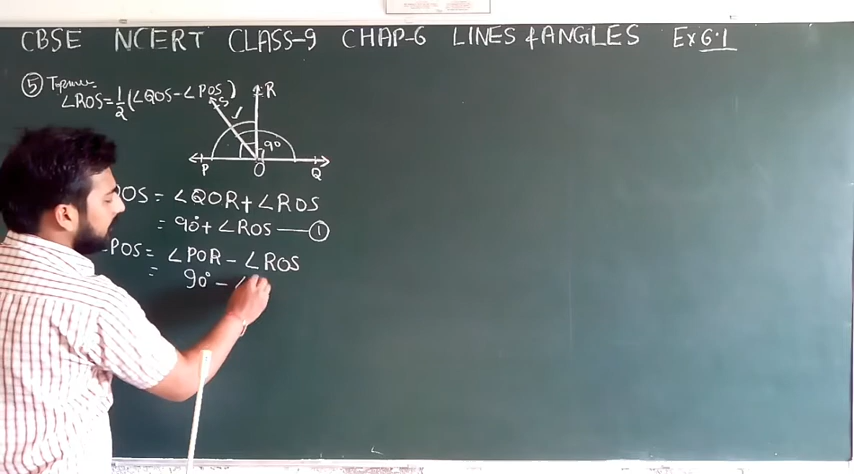 CBSE NCERT CLASS-9 CHAP-6 LINES & ANGLES Ex 6.1
⑤ To prove-
∠ROS=1/2(∠QOS-∠POS)
R
S
90
P O Q
OS = ∠QOR+∠ROS
= 90°+∠ROS — ①
POS = ∠POR - ∠ROS
= 90° - ∠